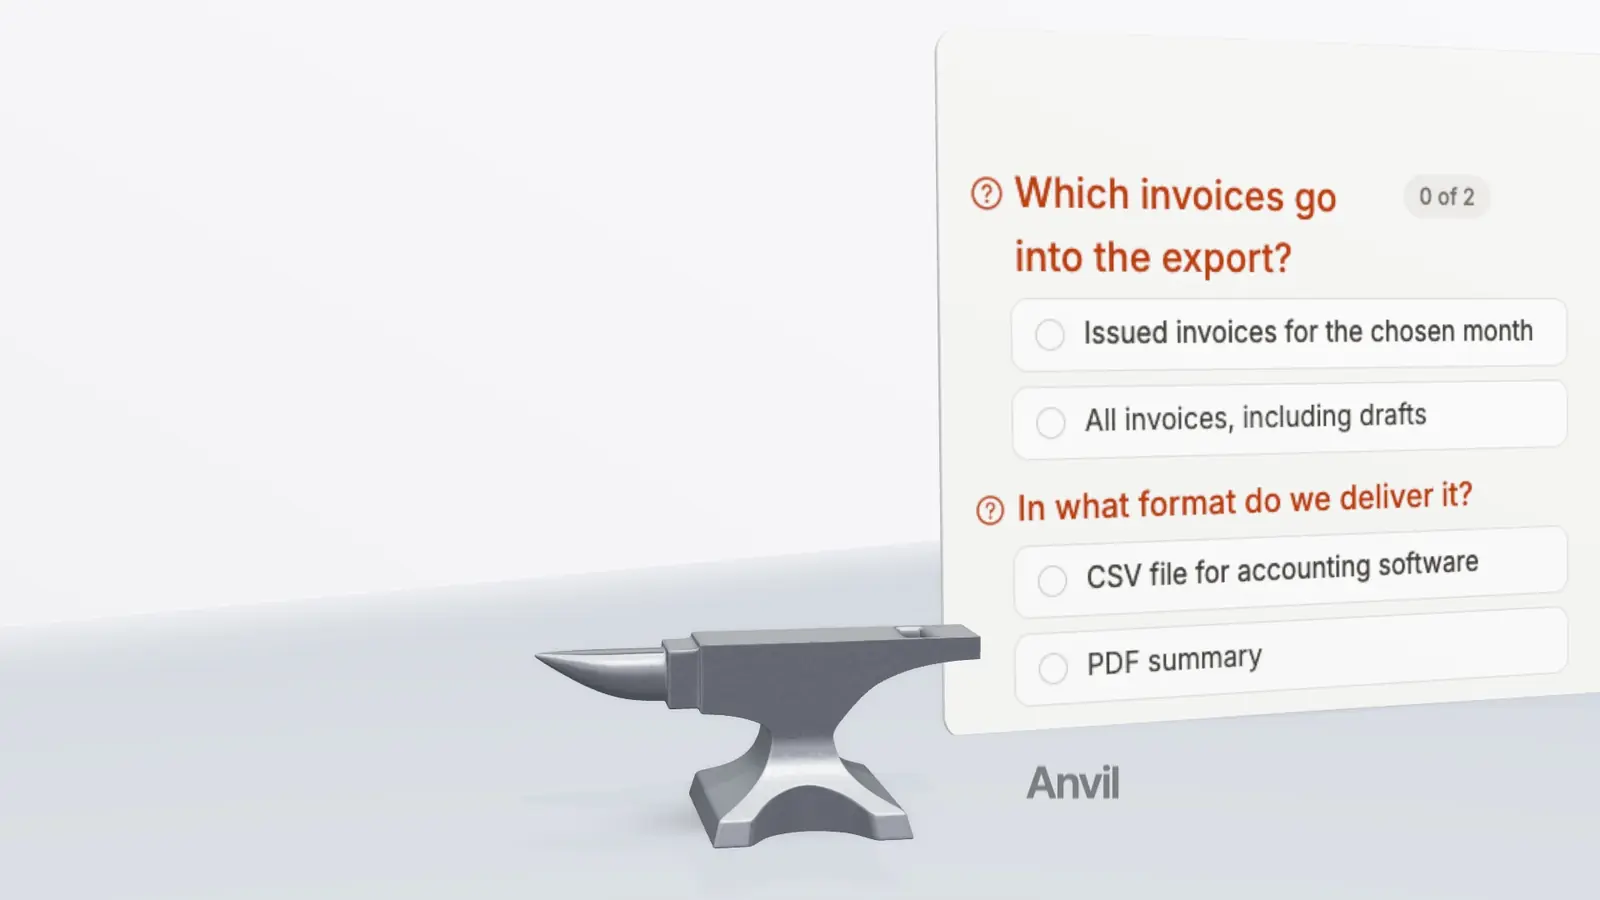 Which invoices go
into the export?
0 of 2
Issued invoices for the chosen month
All invoices, including drafts
In what format do we deliver it?
CSV file for accounting software
PDF summary
Anvil